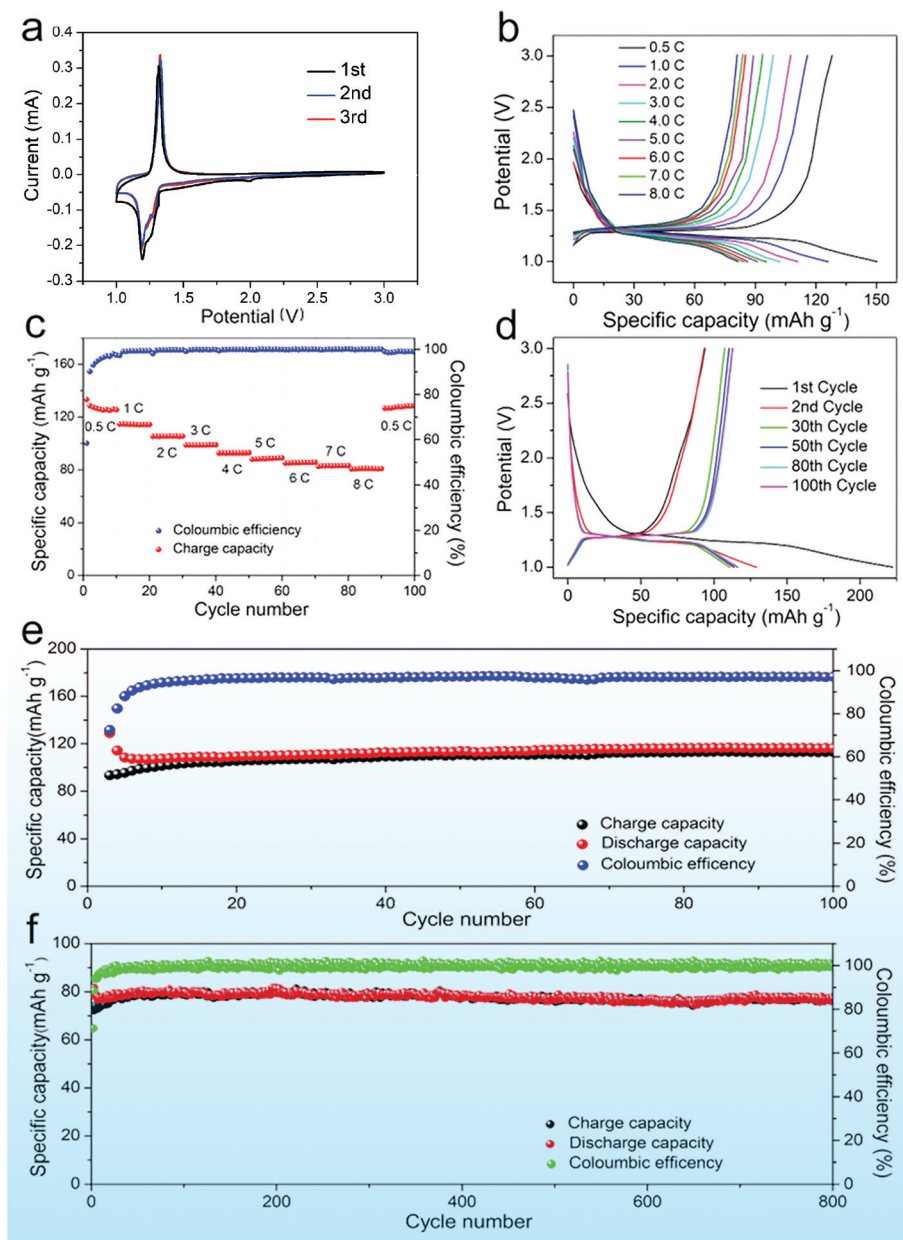 a
0.4
0.3
0.2
0.1
0.0
-0.1
-0.2
-0.3
Current (mA)
1st
2nd
3rd
1.0
1.5
2.0
2.5
3.0
Potential (V)
b
3.0
2.5
2.0
1.5
1.0
Potential (V)
0.5 C
1.0 C
2.0 C
3.0 C
4.0 C
5.0 C
6.0 C
7.0 C
8.0 C
0
30
60
90
120
150
Specific capacity (mAh g⁻¹)
c
160
120
80
40
0
Specific capacity (mAh g⁻¹)
0.5 C
1 C
2 C
3 C
4 C
5 C
6 C
7 C
8 C
0.5 C
Coloumbic efficiency
Charge capacity
100
80
60
40
20
0
Coloumbic efficiency (%)
0
20
40
60
80
100
Cycle number
d
3.0
2.5
2.0
1.5
1.0
Potential (V)
1st Cycle
2nd Cycle
30th Cycle
50th Cycle
80th Cycle
100th Cycle
0
50
100
150
200
Specific capacity (mAh g⁻¹)
e
200
160
120
80
40
0
Specific capacity(mAh g⁻¹)
Charge capacity
Discharge capacity
Coloumbic efficency
100
80
60
40
20
0
Coloumbic efficiency (%)
0
20
40
60
80
100
Cycle number
f
100
80
60
40
20
0
Specific capacity(mAh g⁻¹)
Charge capacity
Discharge capacity
Coloumbic efficency
100
80
60
40
20
0
Coloumbic efficiency (%)
0
200
400
600
800
Cycle number